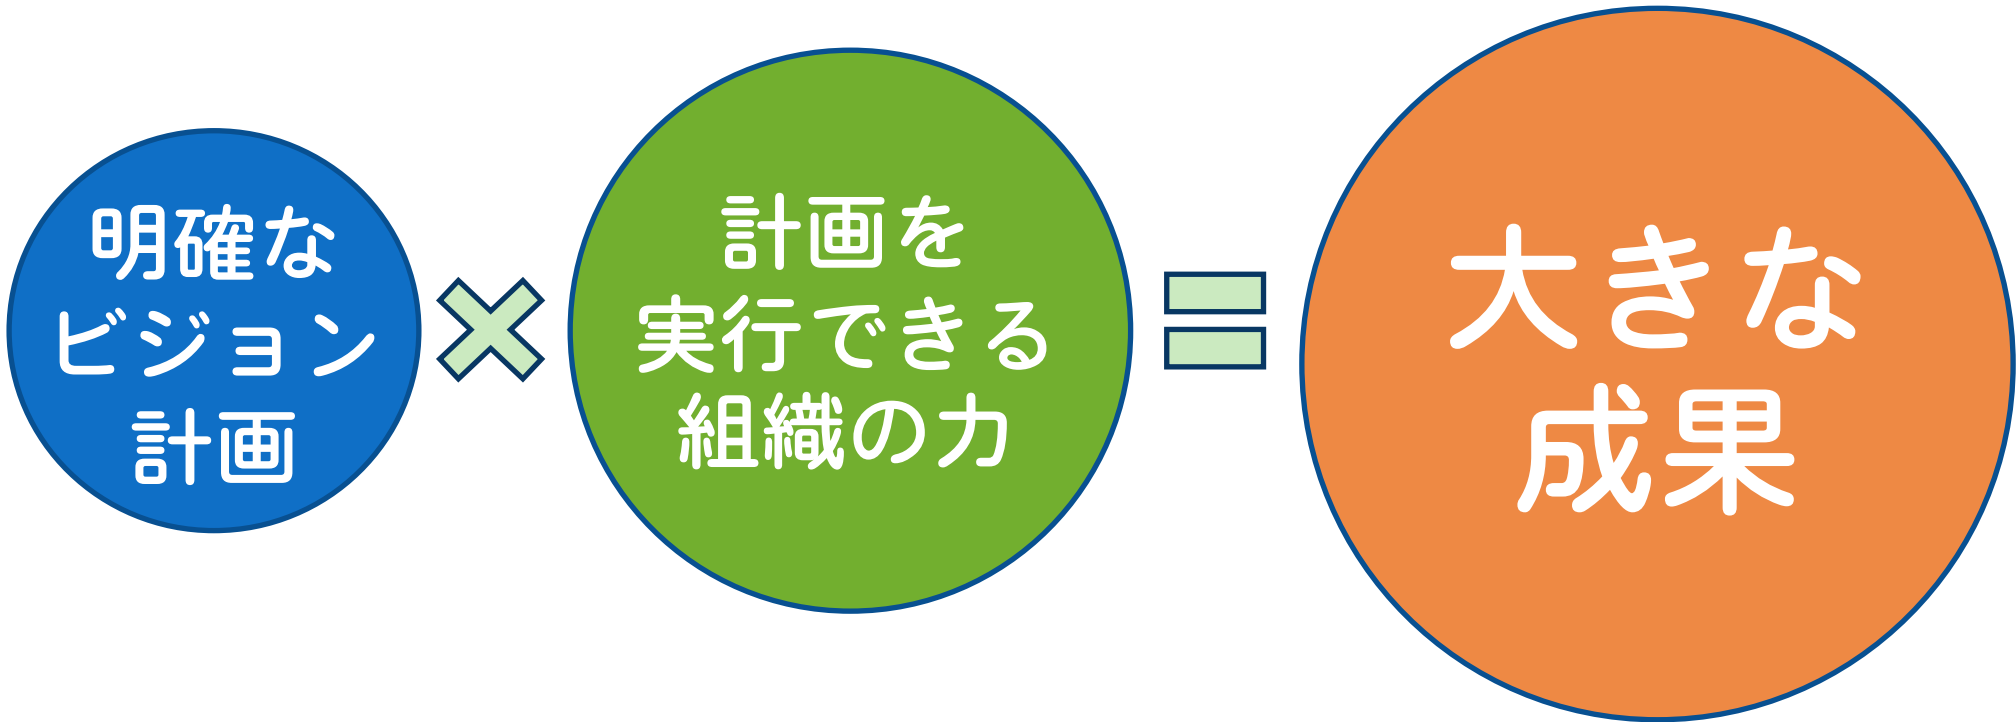 明確な
ビジョン
計画
×
計画を
実行できる
組織の力
=
大きな
成果